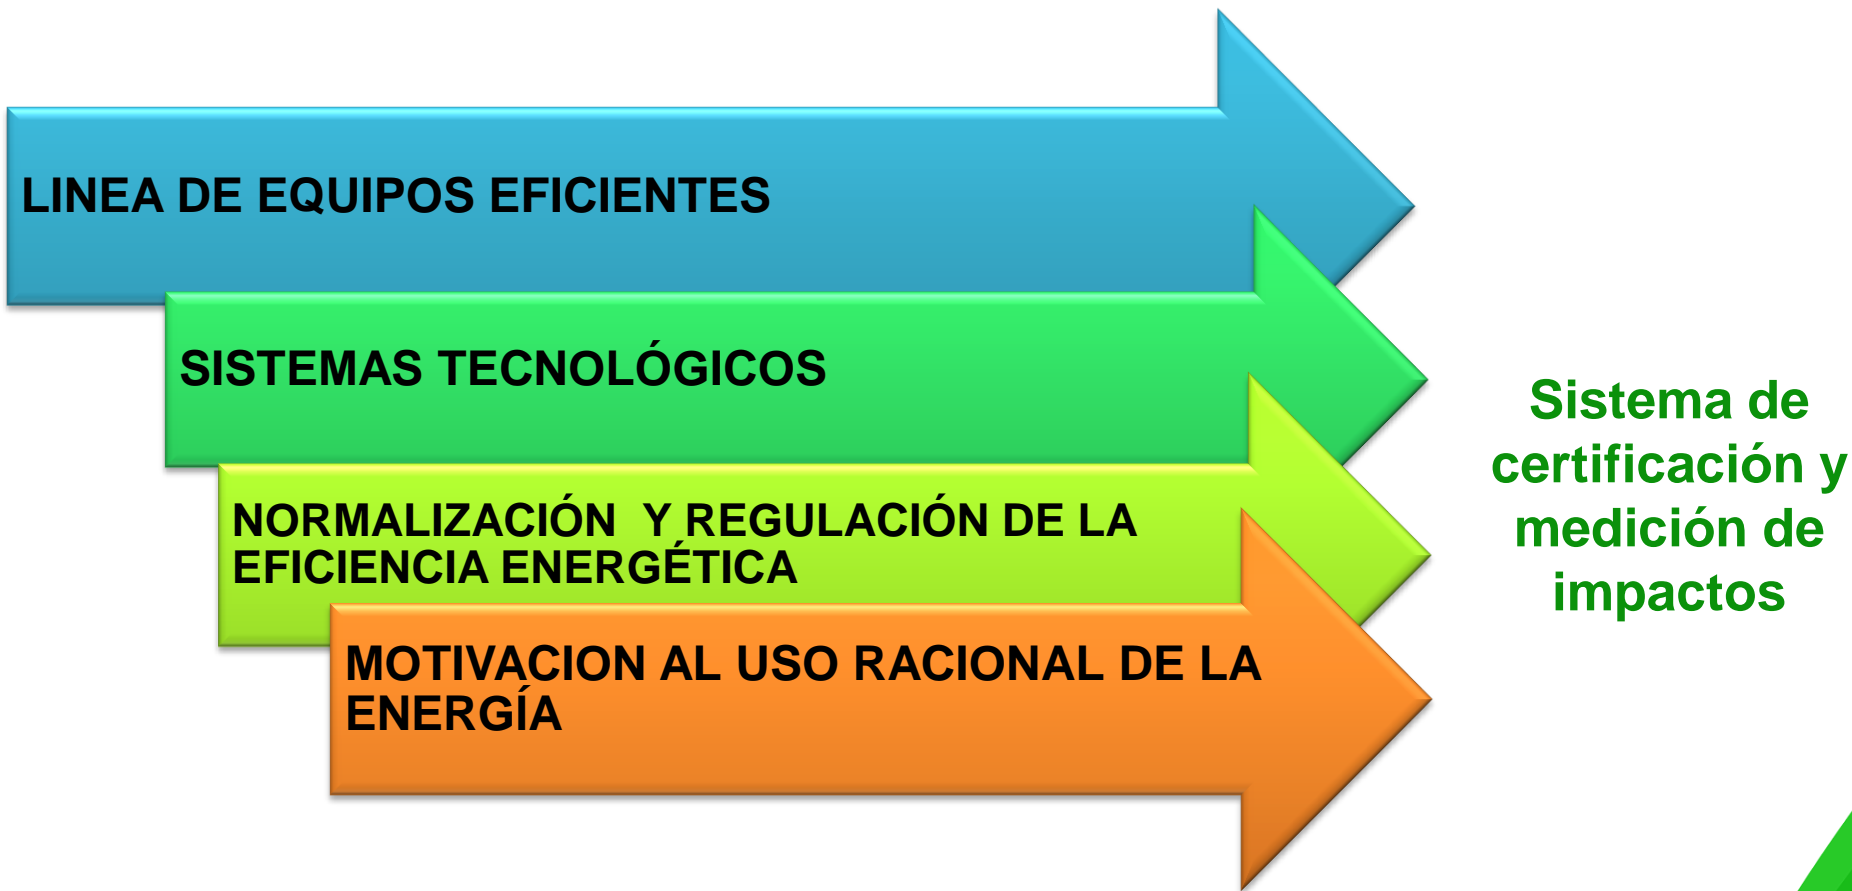 LINEA DE EQUIPOS EFICIENTES
SISTEMAS TECNOLÓGICOS
NORMALIZACIÓN  Y REGULACIÓN DE LA
EFICIENCIA ENERGÉTICA
MOTIVACION AL USO RACIONAL DE LA
ENERGÍA
Sistema de
certificación y
medición de
impactos